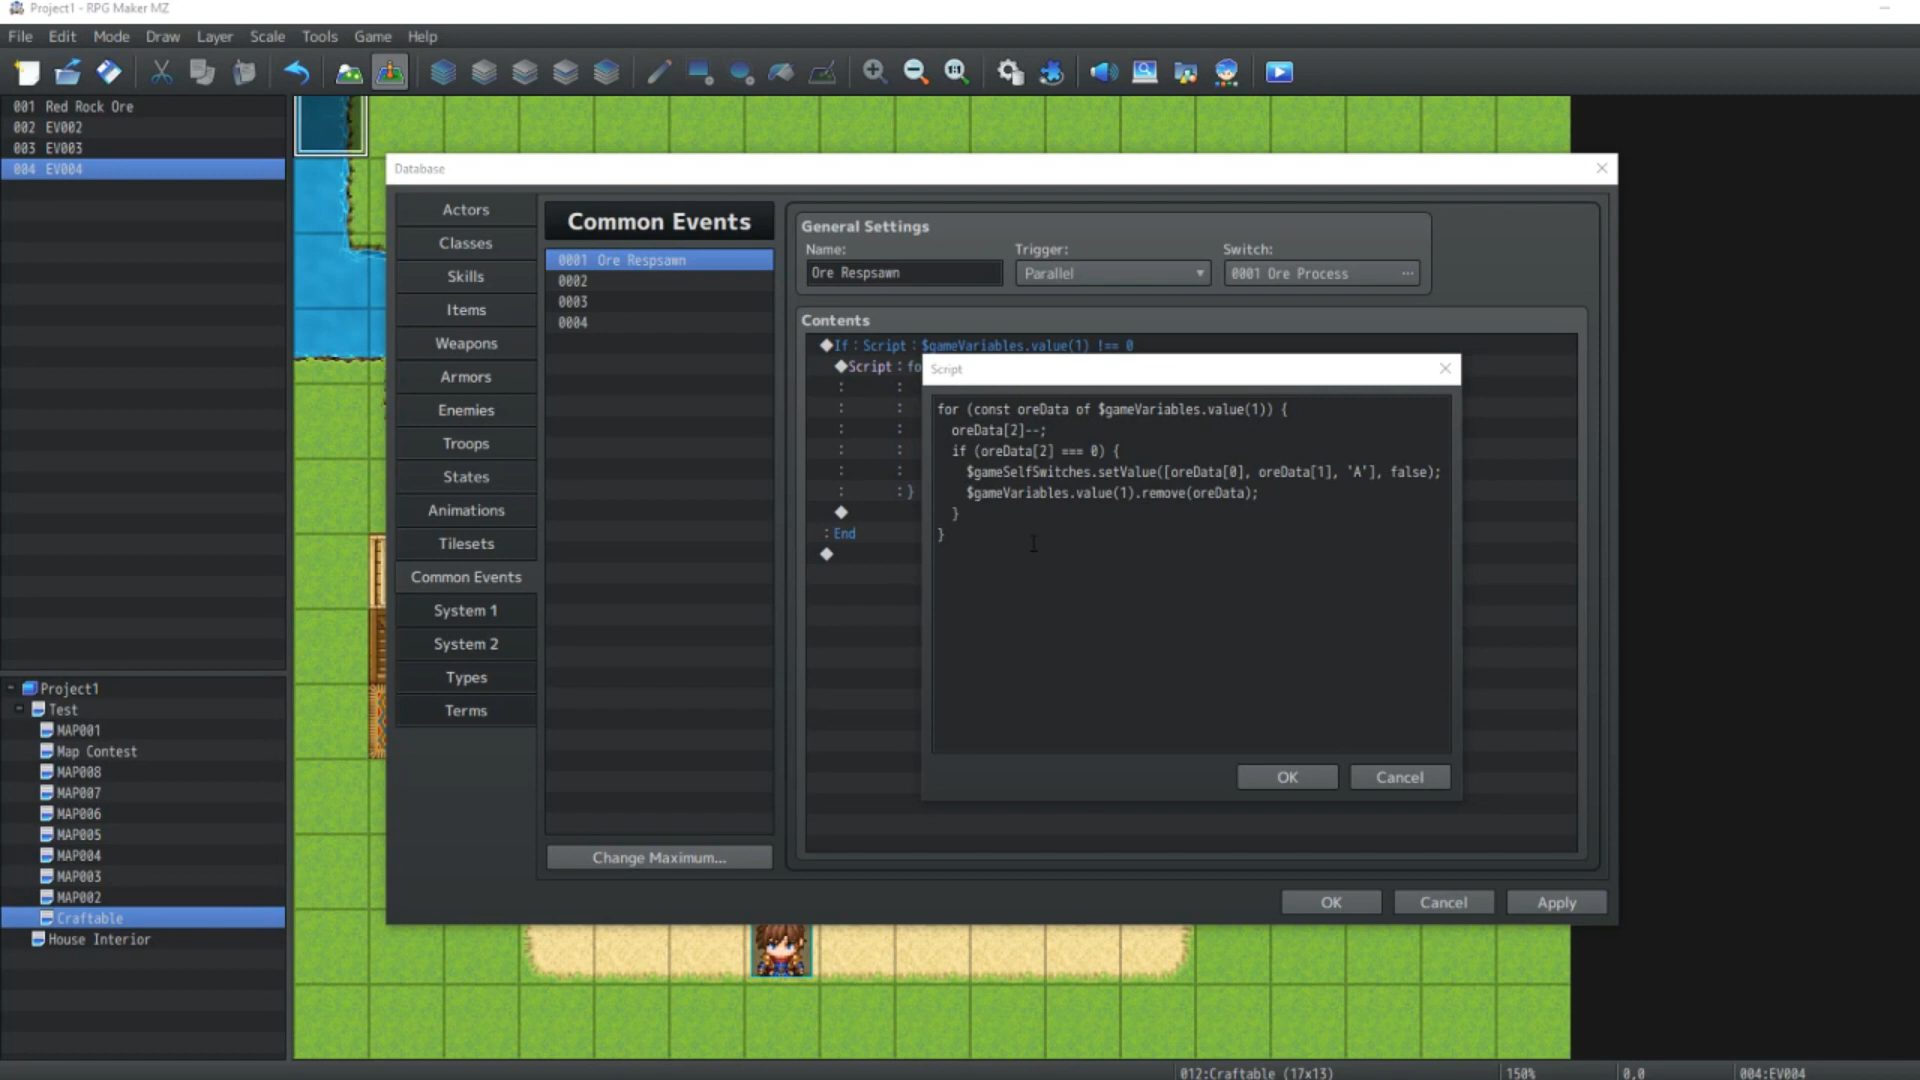 Project1 - RPG Maker MZ
File Edit Mode Draw Layer Scale Tools Game Help
001 Red Rock Ore
002 EV002
003 EV003
004 EV004
Project1
Test
MAP001
Map Contest
MAP008
MAP007
MAP006
MAP005
MAP004
MAP003
MAP002
Craftable
House Interior
Database
Actors
Classes
Skills
Items
Weapons
Armors
Enemies
Troops
States
Animations
Tilesets
Common Events
System 1
System 2
Types
Terms
Common Events
0001 Ore Respsawn
0002
0003
0004
Change Maximum...
General Settings
Name: Trigger: Switch:
Ore Respsawn Parallel 0001 Ore Process ...
Contents
◆If : Script : $gameVariables.value(1) !== 0
◆Script : fo
: :
: :
: :
: :
: :
: : }
◆
: End
◆
Script
for (const oreData of $gameVariables.value(1)) {
oreData[2]--;
if (oreData[2] === 0) {
$gameSelfSwitches.setValue([oreData[0], oreData[1], 'A'], false);
$gameVariables.value(1).remove(oreData);
}
}
OK Cancel
OK Cancel Apply
012:Craftable (17x13) 150% 0,0 004:EV004